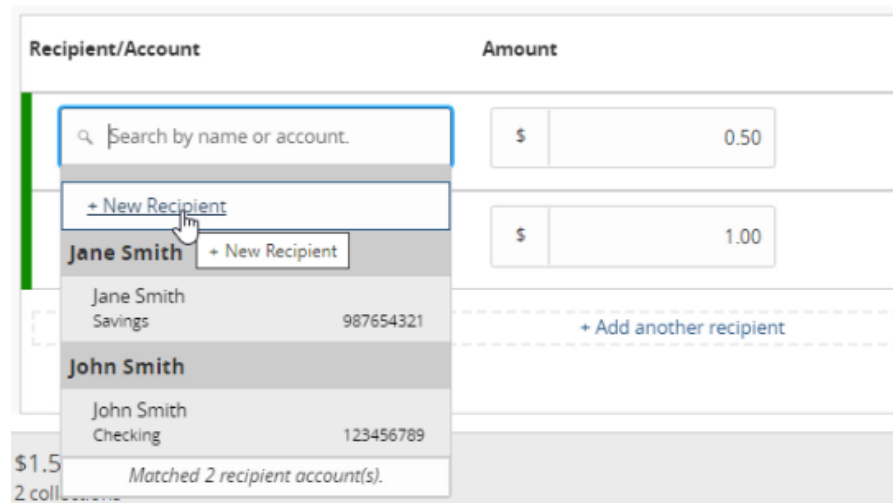 Recipient/Account Amount
Search by name or account. $ 0.50
+ New Recipient
Jane Smith + New Recipient $ 1.00
Jane Smith
Savings 987654321
+ Add another recipient
John Smith
John Smith
Checking 123456789
$1.5
Matched 2 recipient account(s).
2